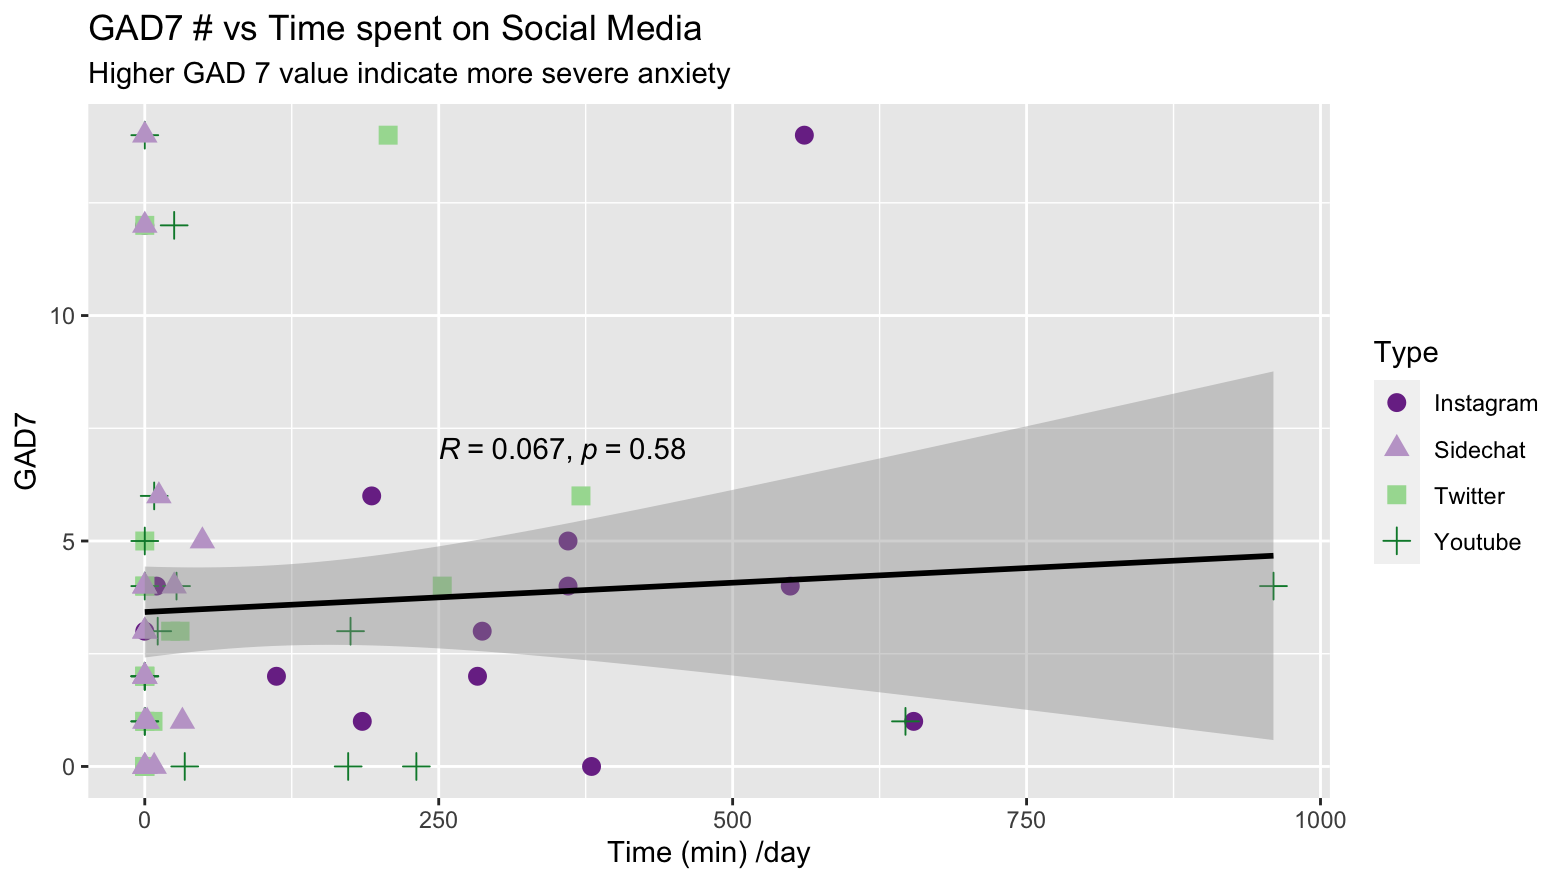 GAD7 # vs Time spent on Social Media
Higher GAD 7 value indicate more severe anxiety
GAD7
10
5
0
R = 0.067, p = 0.58
0 250 500 750 1000
Time (min) /day
Type
Instagram
Sidechat
Twitter
Youtube